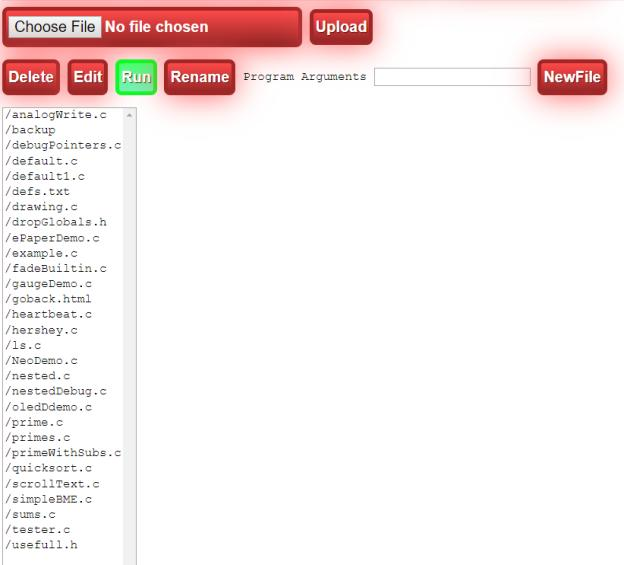 Choose File No file chosen Upload
Delete Edit Run Rename Program Arguments NewFile
/analogWrite.c
/backup
/debugPointers.c
/default.c
/default1.c
/defs.txt
/drawing.c
/dropGlobals.h
/ePaperDemo.c
/example.c
/fadeBuiltin.c
/gaugeDemo.c
/goback.html
/heartbeat.c
/hershey.c
/ls.c
/NeoDemo.c
/nested.c
/nestedDebug.c
/oledDdemo.c
/prime.c
/primes.c
/primeWithSubs.c
/quicksort.c
/scrollText.c
/simpleBME.c
/sums.c
/tester.c
/usefull.h